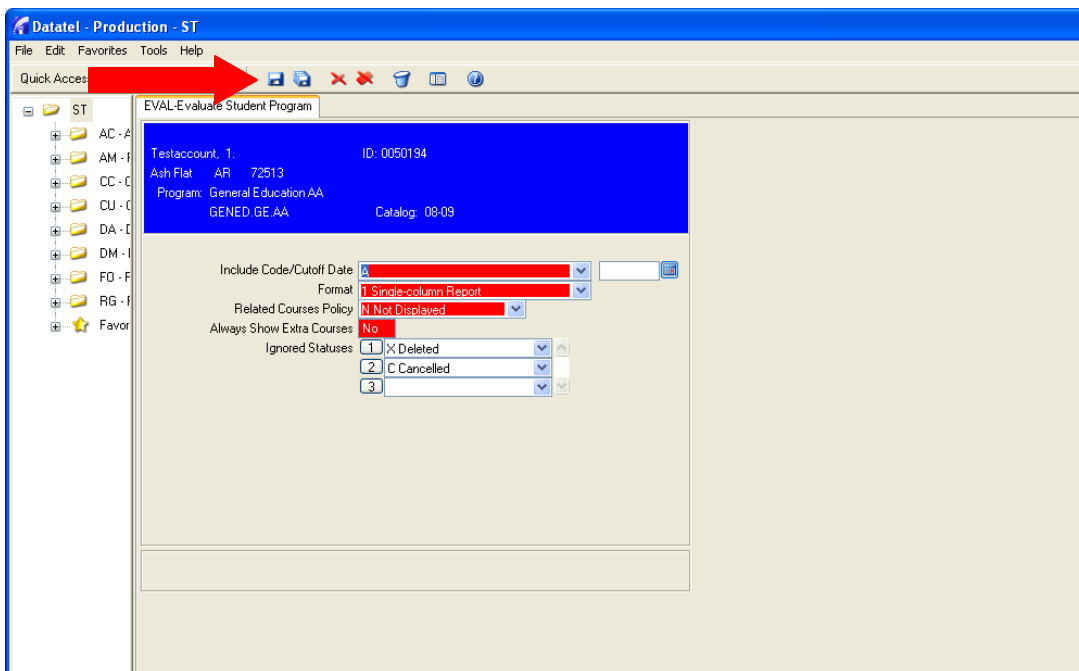 Datatel - Production - ST
File Edit Favorites Tools Help
Quick Acces
ST
AC - A
AM - F
CC - C
CU - C
DA - D
DM - I
FO - F
RG - F
Favor
EVAL-Evaluate Student Program
Testaccount, 1. ID: 0050194
Ash Flat AR 72513
Program: General Education AA
GENED.GE.AA Catalog: 08-09
Include Code/Cutoff Date A
Format 1 Single-column Report
Related Courses Policy N Not Displayed
Always Show Extra Courses No
Ignored Statuses 1 X Deleted
2 C Cancelled
3